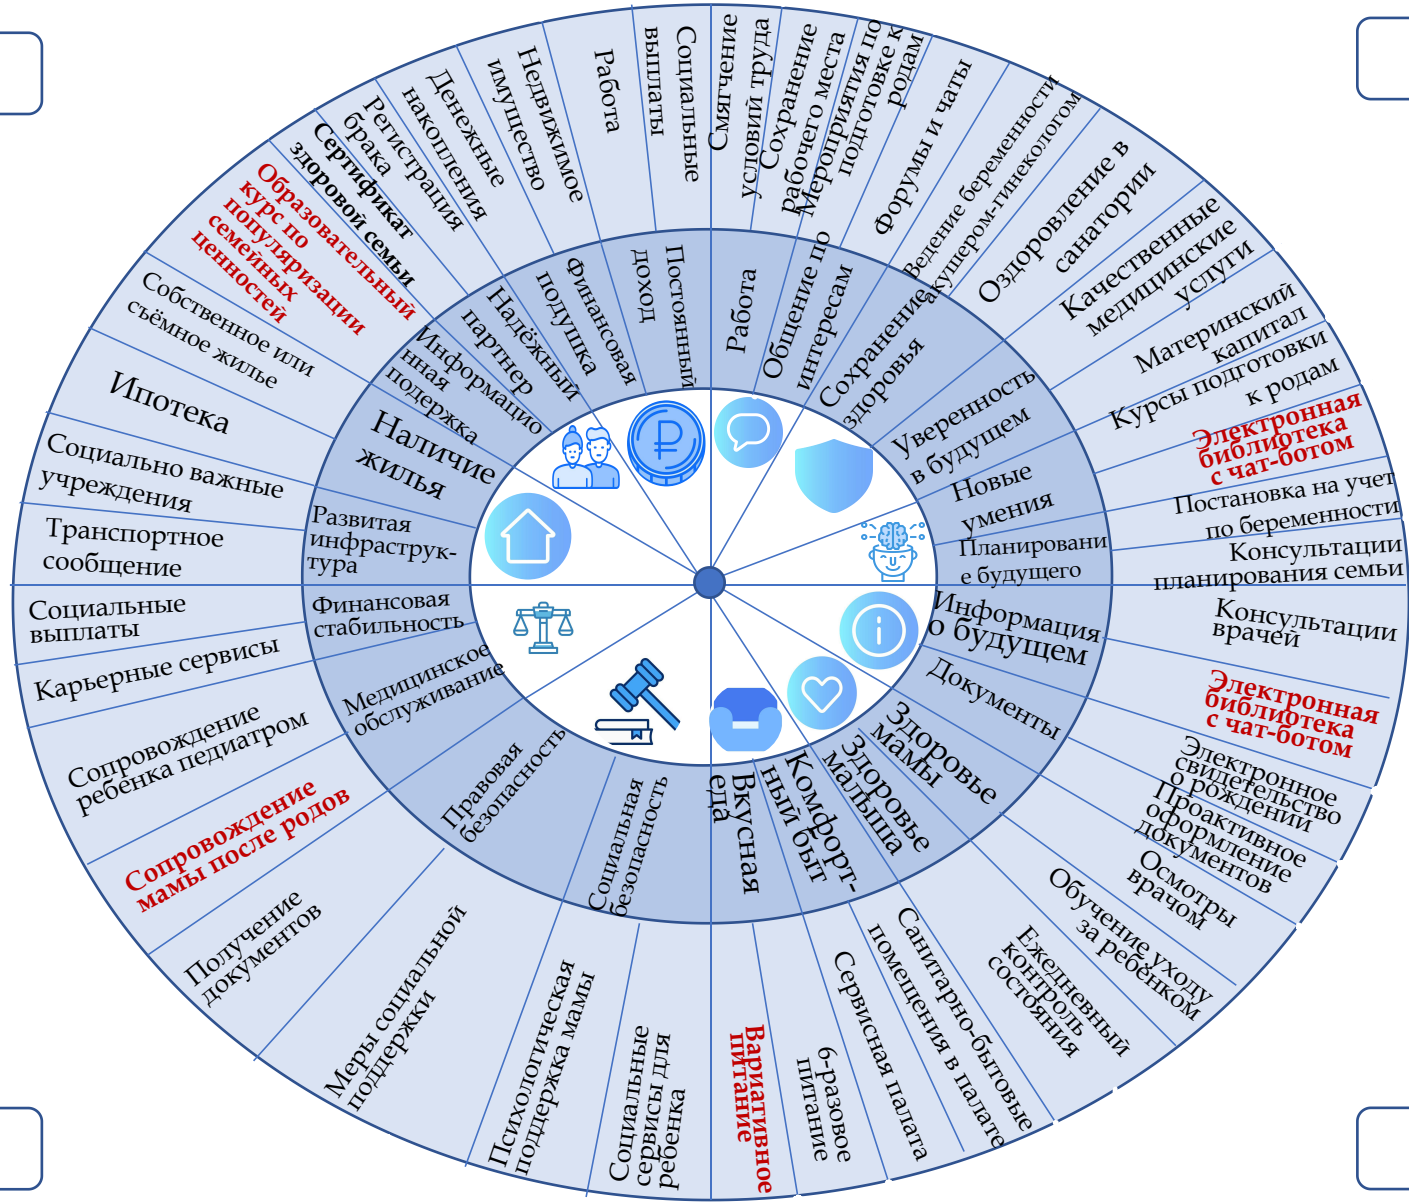 Смягчение
условий труда
Сохранение
рабочего места
Мероприятия по
подготовке к
родам
Форумы и чаты
Ведение беременности
акушером-гинекологом
Оздоровление в
санатории
Качественные
медицинские
услуги
Материнский
капитал
Курсы подготовки
к родам
Электронная
библиотека
с чат-ботом
Постановка на учет
по беременности
Консультации
планирования семьи
Работа
Общение по
интересам
Сохранение
здоровья
Уверенность
в будущем
Новые
умения
Планировани
е будущего
Консультации
врачей
Электронная
библиотека
с чат-ботом
Электронное
свидетельство
о рождении
Проактивное
оформление
документов
Осмотры
врачом
Обучение уходу
за ребёнком
Ежедневный
контроль
состояния
Санитарно-бытовые
помещения в палате
Сервисная палата
6-разовое
питание
Вариативное
питание
Информация
о будущем
Документы
Здоровье
мамы
Здоровье
малыша
Комфорт-
ный быт
Вкусная
еда
Социальные
сервисы для
ребенка
Психологическая
поддержка мамы
Меры социальной
поддержки
Получение
документов
Сопровождение
мамы после родов
Сопровождение
ребенка педиатром
Карьерные сервисы
Социальные
выплаты
Социальная
безопасность
Правовая
безопасность
Медицинское
обслуживание
Финансовая
стабильность
Транспортное
сообщение
Социально важные
учреждения
Ипотека
Собственное или
съёмное жилье
Образовательный
курс по
популяризации
семейных
ценностей
Сертификат
здоровой семьи
Регистрация
брака
Денежные
накопления
Недвижимое
имущество
Работа
Социальные
выплаты
Развитая
инфраструк-
тура
Наличие
жилья
Информацио
нная
подержка
Надёжный
партнер
Финансовая
подушка
Постоянный
доход